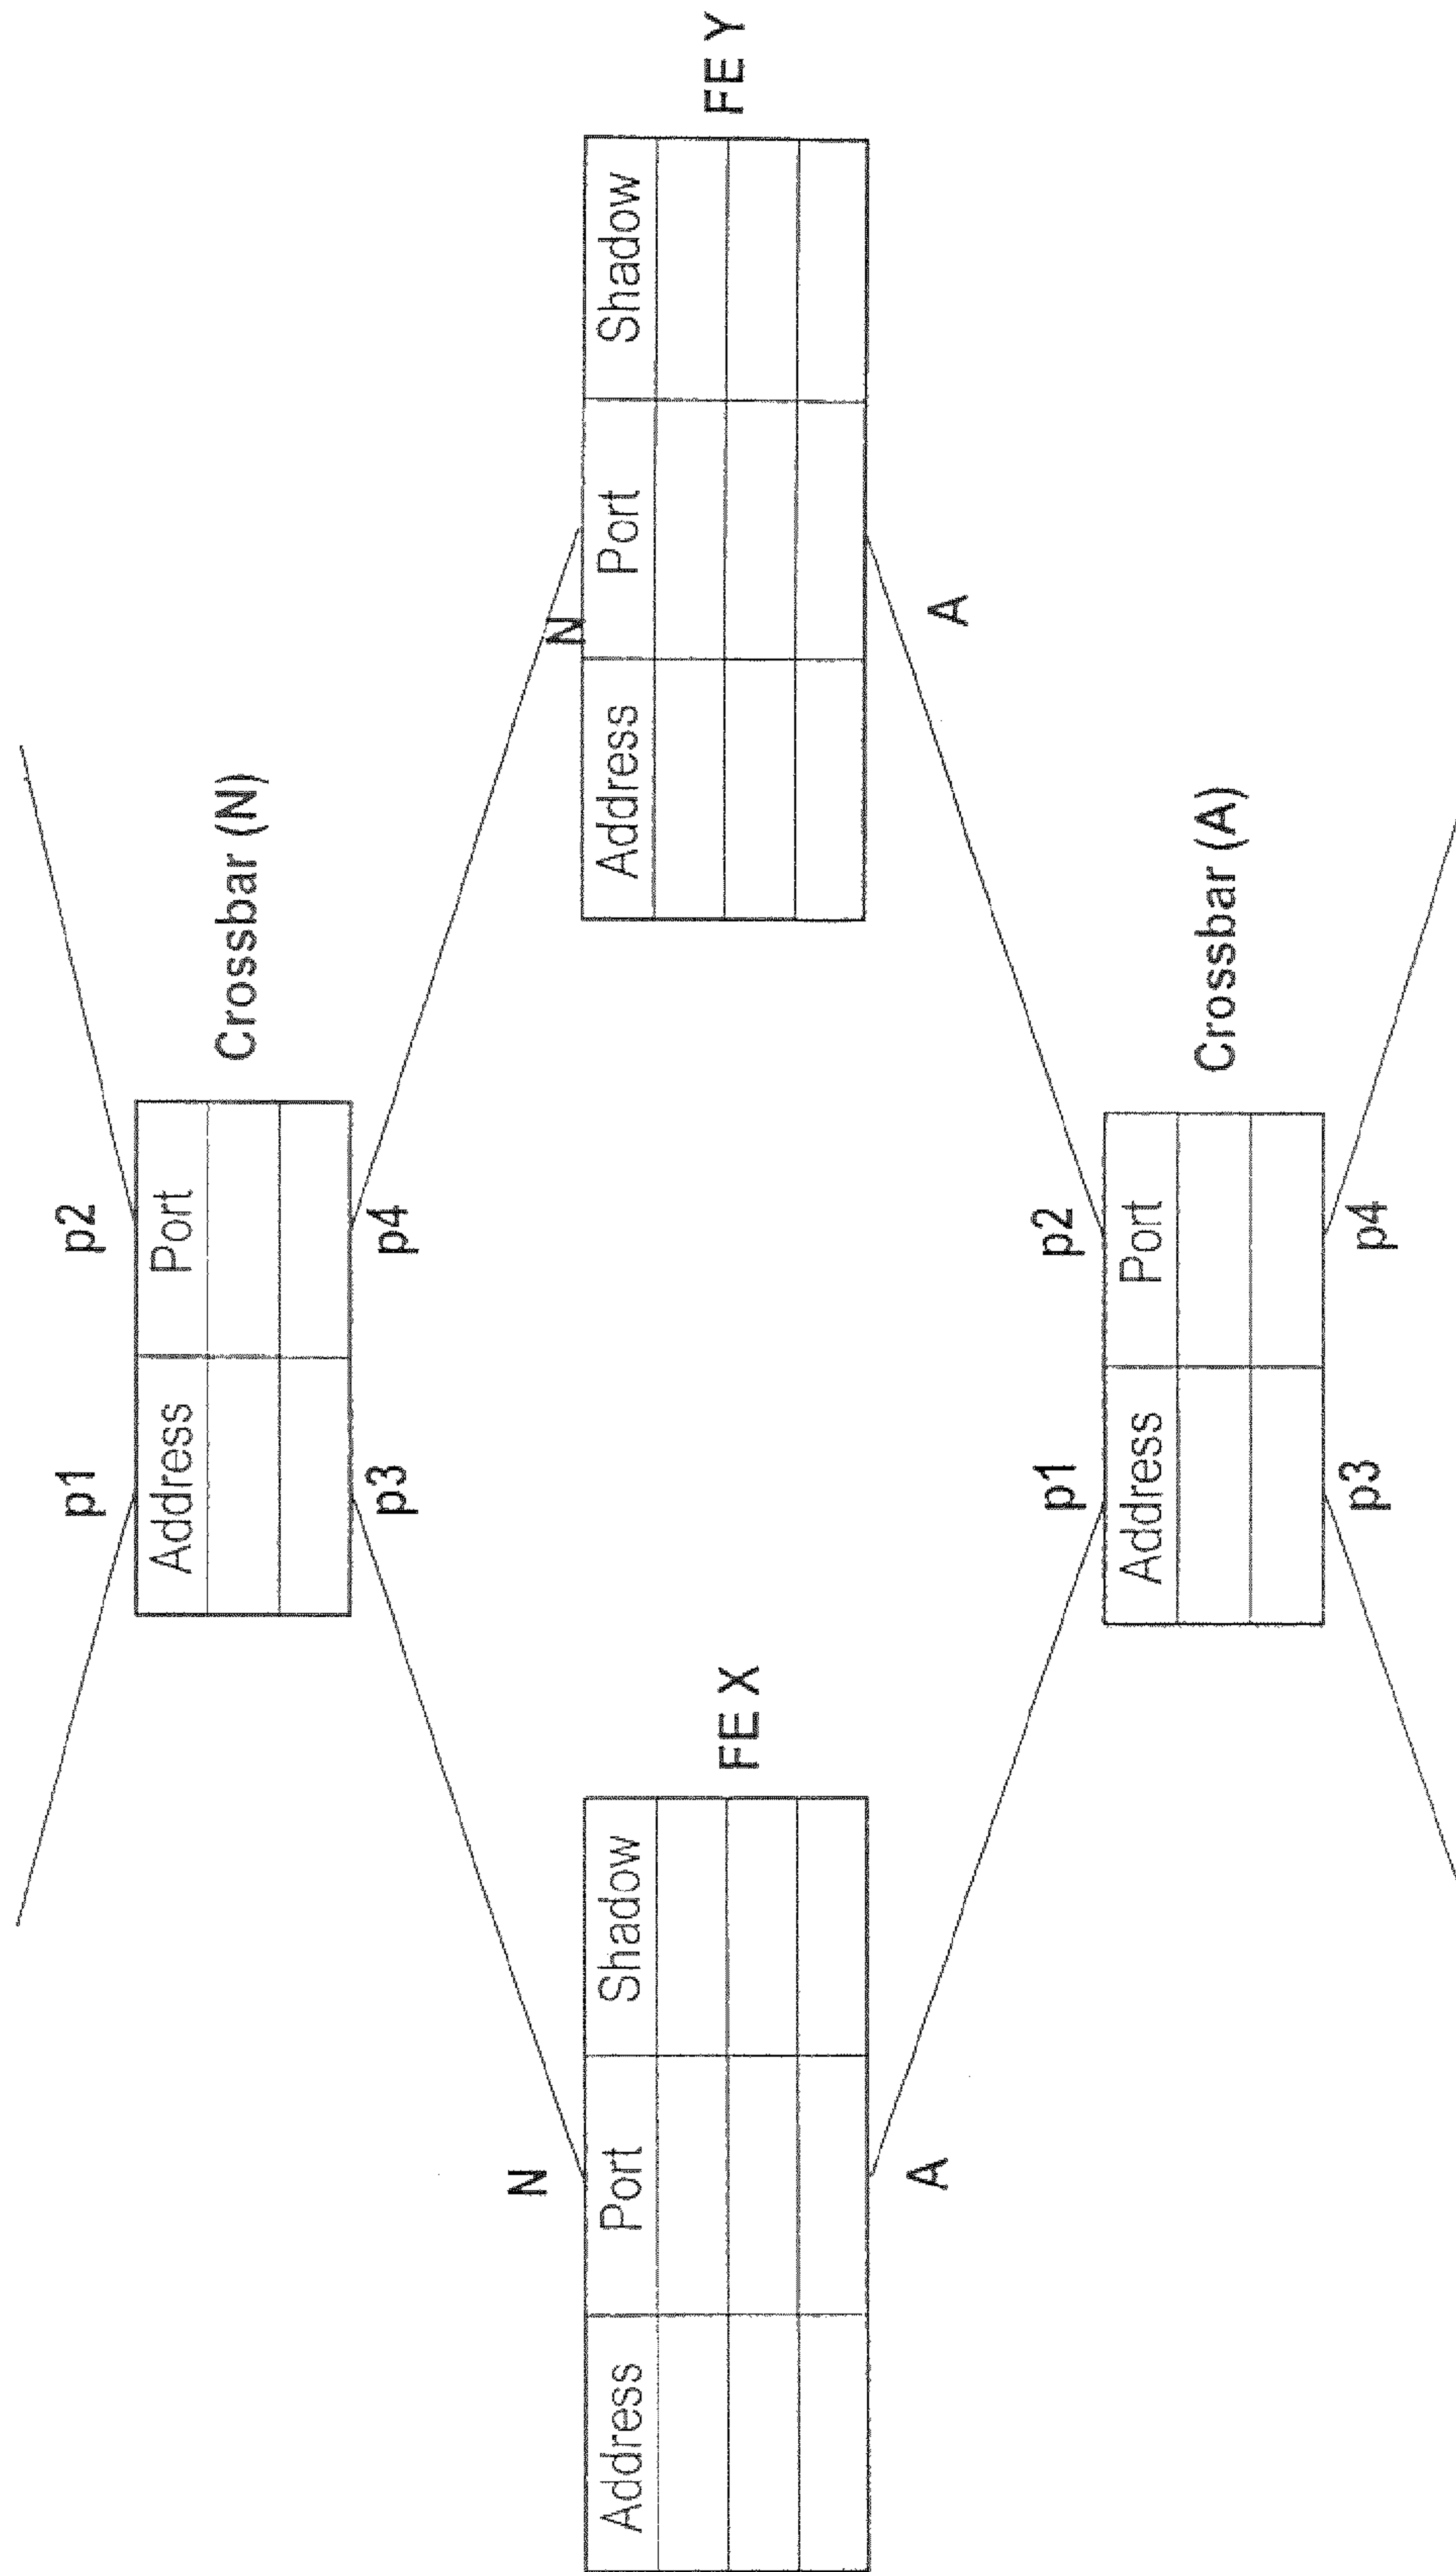 p1 p2
Address Port
Crossbar (N)
p3 p4
N
N
Address Port Shadow
FE X
Address Port Shadow
FE Y
A
A
p1 p2
Address Port
Crossbar (A)
p3 p4